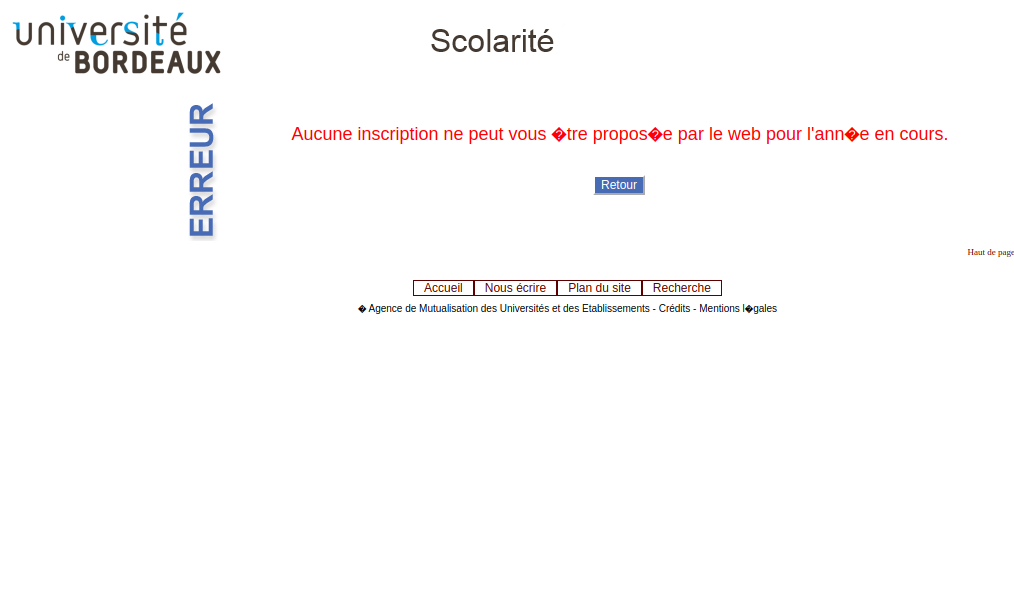 université
de BORDEAUX
Scolarité
ERREUR
Aucune inscription ne peut vous �tre propos�e par le web pour l'ann�e en cours.
Retour
Haut de page
Accueil Nous écrire Plan du site Recherche
� Agence de Mutualisation des Universités et des Etablissements - Crédits - Mentions l�gales